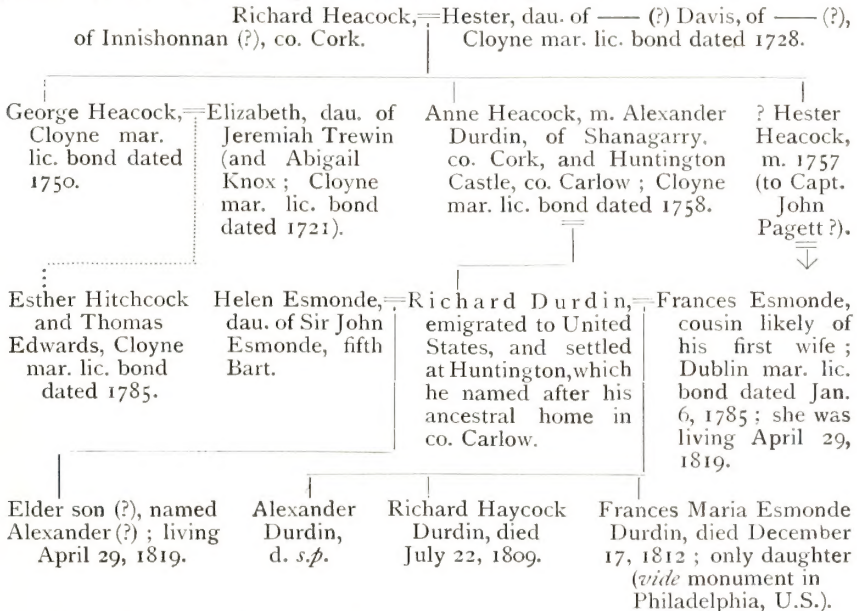 Richard Heacock,
of Innishonnan (?), co. Cork.
Hester, dau. of —— (?) Davis, of —— (?),
Cloyne mar. lic. bond dated 1728.
George Heacock,
Cloyne mar.
lic. bond dated
1750.
Elizabeth, dau. of
Jeremiah Trewin
(and Abigail
Knox ; Cloyne
mar. lic. bond
dated 1721).
Anne Heacock, m. Alexander
Durdin, of Shanagarry,
co. Cork, and Huntington
Castle, co. Carlow ; Cloyne
mar. lic. bond dated 1758.
? Hester
Heacock,
m. 1757
(to Capt.
John
Pagett ?).
Esther Hitchcock
and Thomas
Edwards, Cloyne
mar. lic. bond
dated 1785.
Helen Esmonde,
dau. of Sir John
Esmonde, fifth
Bart.
Richard Durdin,
emigrated to United
States, and settled
at Huntington, which
he named after his
ancestral home in
co. Carlow.
Frances Esmonde,
cousin likely of
his first wife ;
Dublin mar. lic.
bond dated Jan.
6, 1785 ; she was
living April 29,
1819.
Elder son (?), named
Alexander (?) ; living
April 29, 1819.
Alexander
Durdin,
d. s.p.
Richard Haycock
Durdin, died
July 22, 1809.
Frances Maria Esmonde
Durdin, died December
17, 1812 ; only daughter
(vide monument in
Philadelphia, U.S.).